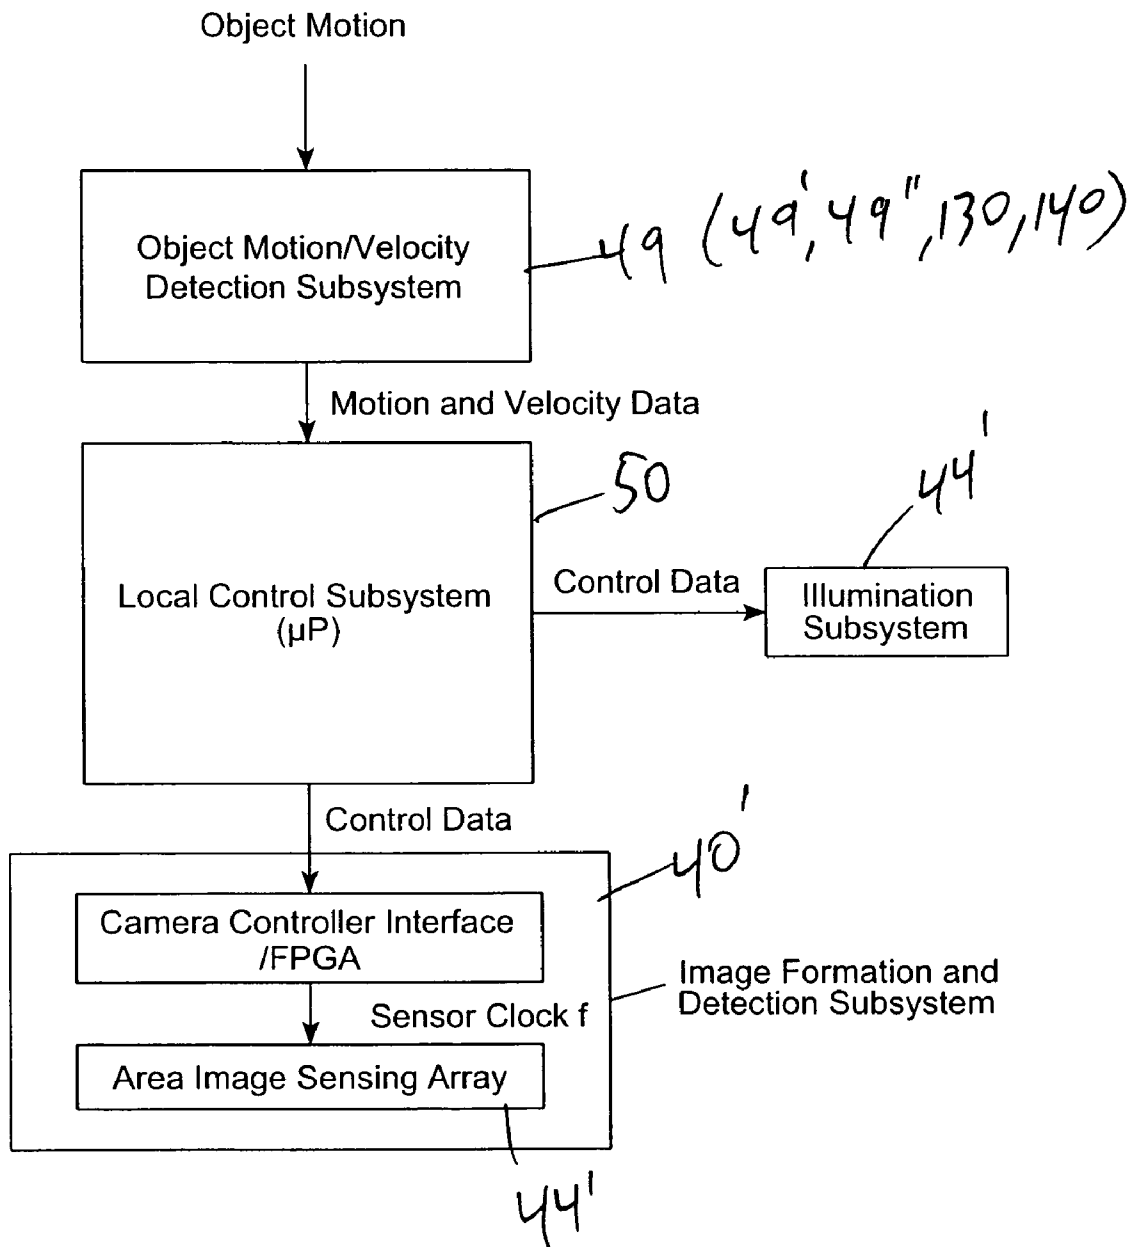 Object Motion
Object Motion/Velocity
Detection Subsystem
49 (49', 49", 130, 140)
Motion and Velocity Data
50
44'
Local Control Subsystem
(µP)
Control Data
Illumination
Subsystem
Control Data
40'
Camera Controller Interface
/FPGA
Image Formation and
Detection Subsystem
Sensor Clock f
Area Image Sensing Array
44'